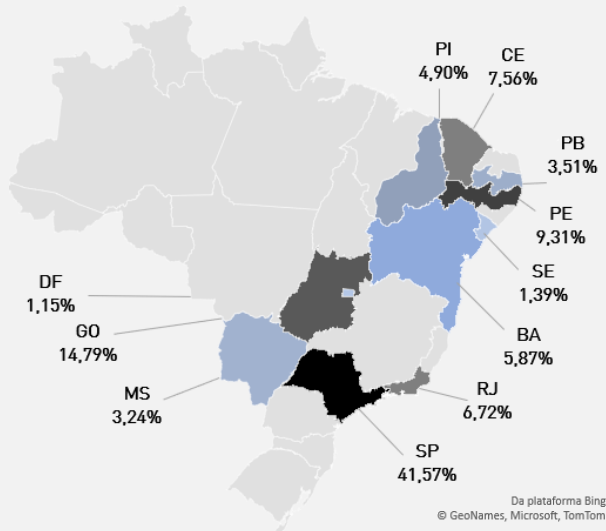 PI
4,90%
CE
7,56%
PB
3,51%
PE
9,31%
SE
1,39%
DF
1,15%
GO
14,79%
BA
5,87%
MS
3,24%
RJ
6,72%
SP
41,57%
Da plataforma Bing
© GeoNames, Microsoft, TomTom